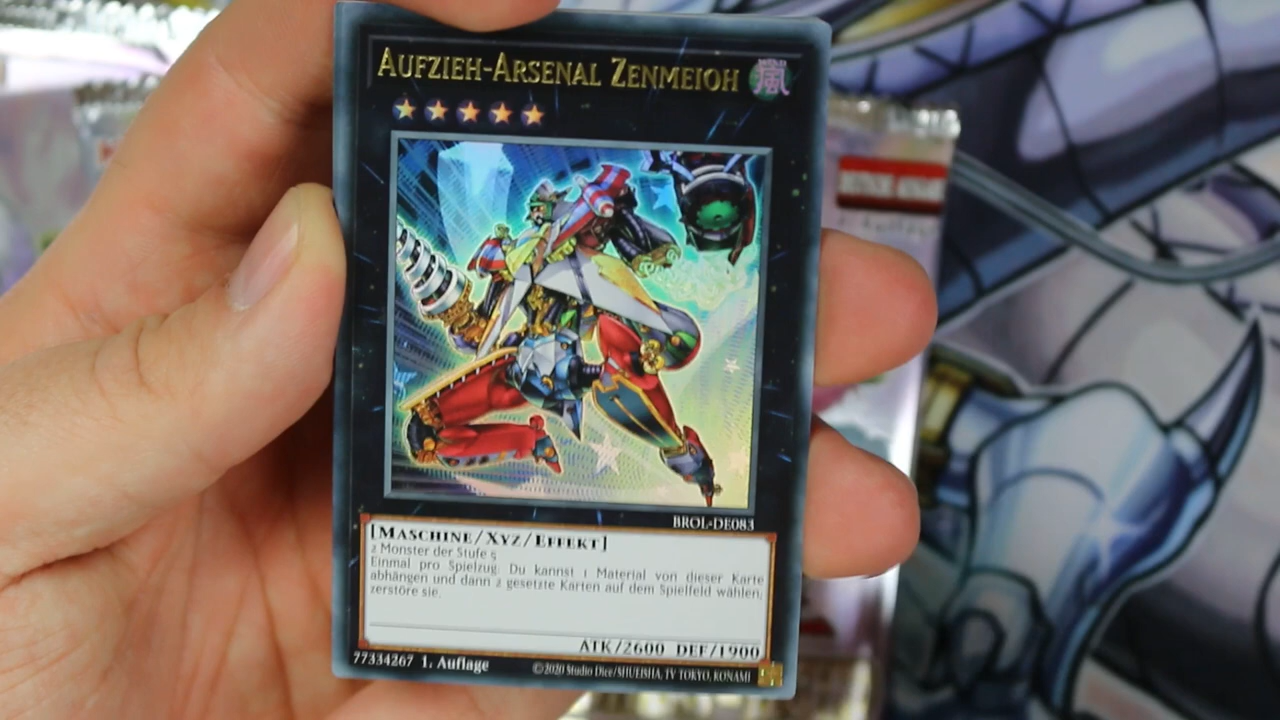 AUFZIEH-ARSENAL ZENMEIOH
風
BROL-DE083
[MASCHINE/XYZ/EFFEKT]
2 Monster der Stufe 5
Einmal pro Spielzug: Du kannst 1 Material von dieser Karte
abhängen und dann 2 gesetzte Karten auf dem Spielfeld wählen;
zerstöre sie.
ATK/2600 DEF/1900
77334267 1. Auflage
©2020 Studio Dice/SHUEISHA, TV TOKYO, KONAMI